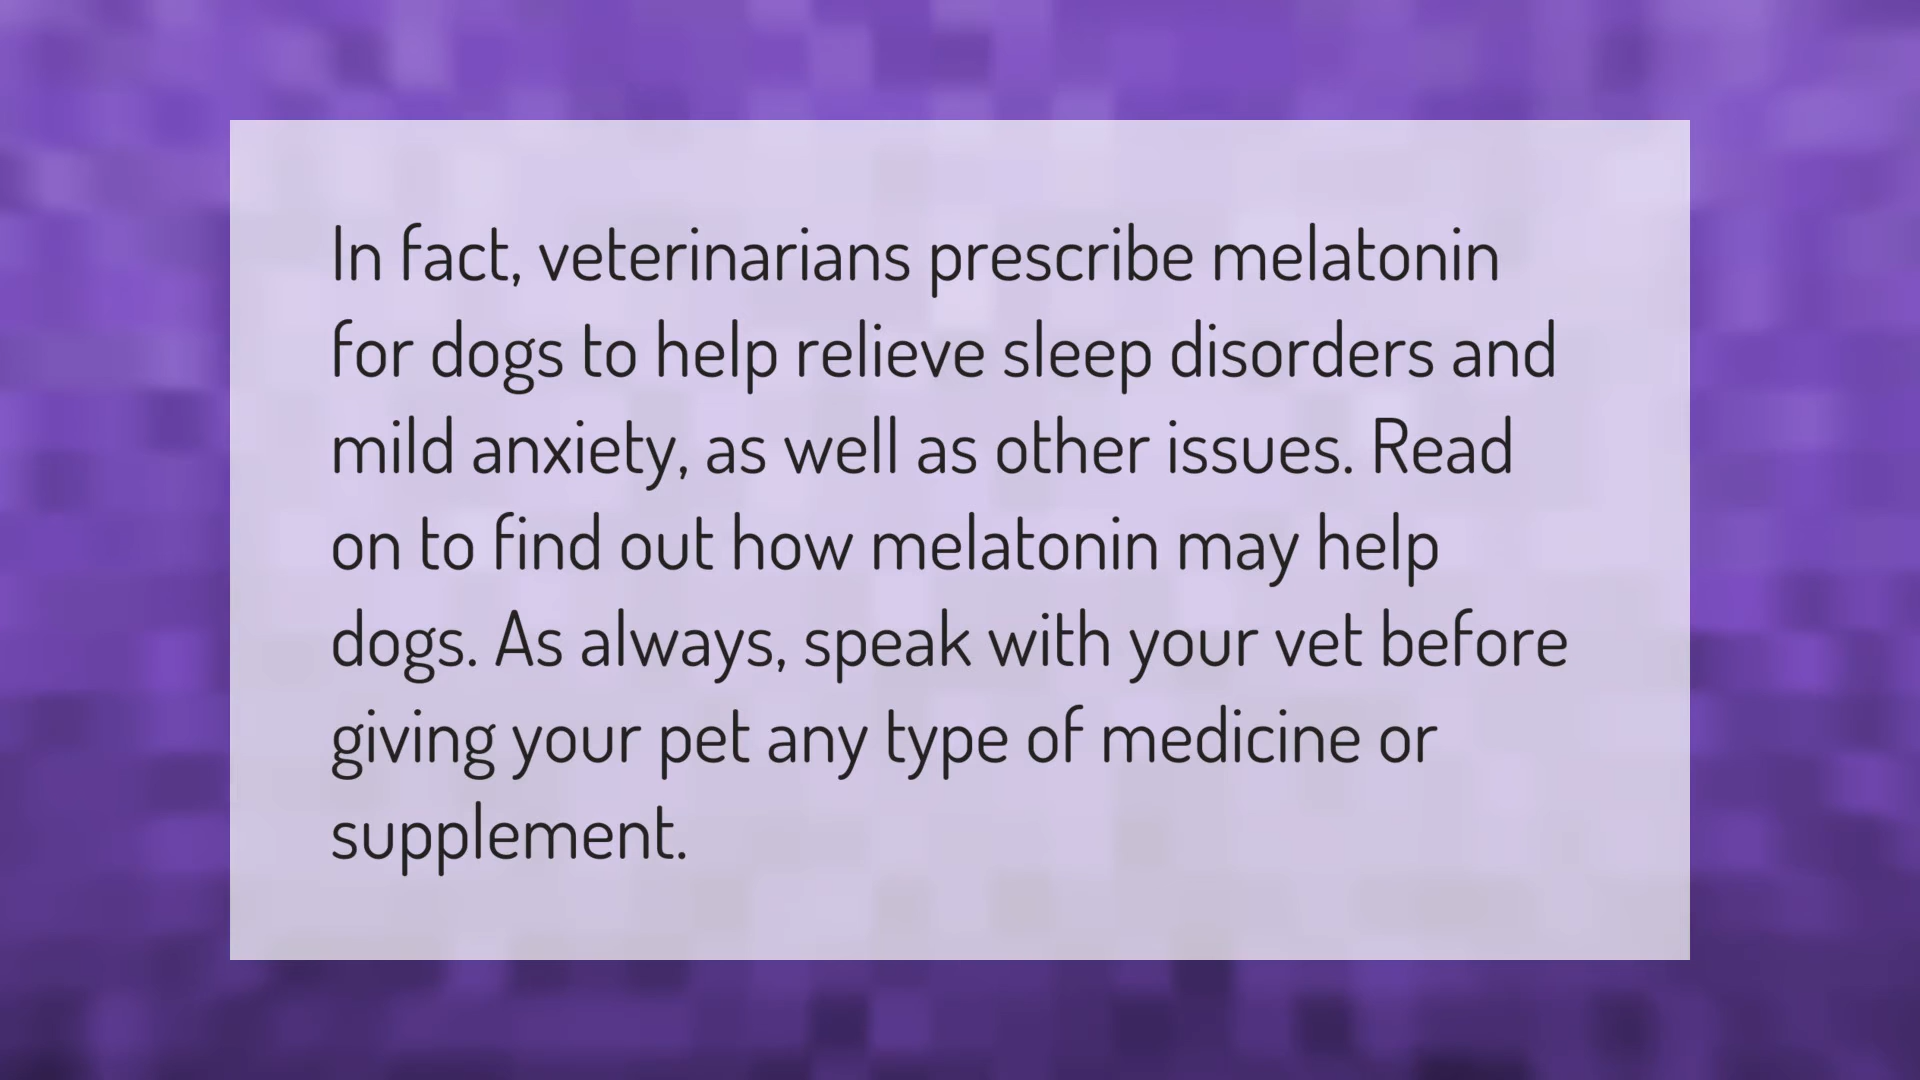 In fact, veterinarians prescribe melatonin
for dogs to help relieve sleep disorders and
mild anxiety, as well as other issues. Read
on to find out how melatonin may help
dogs. As always, speak with your vet before
giving your pet any type of medicine or
supplement.